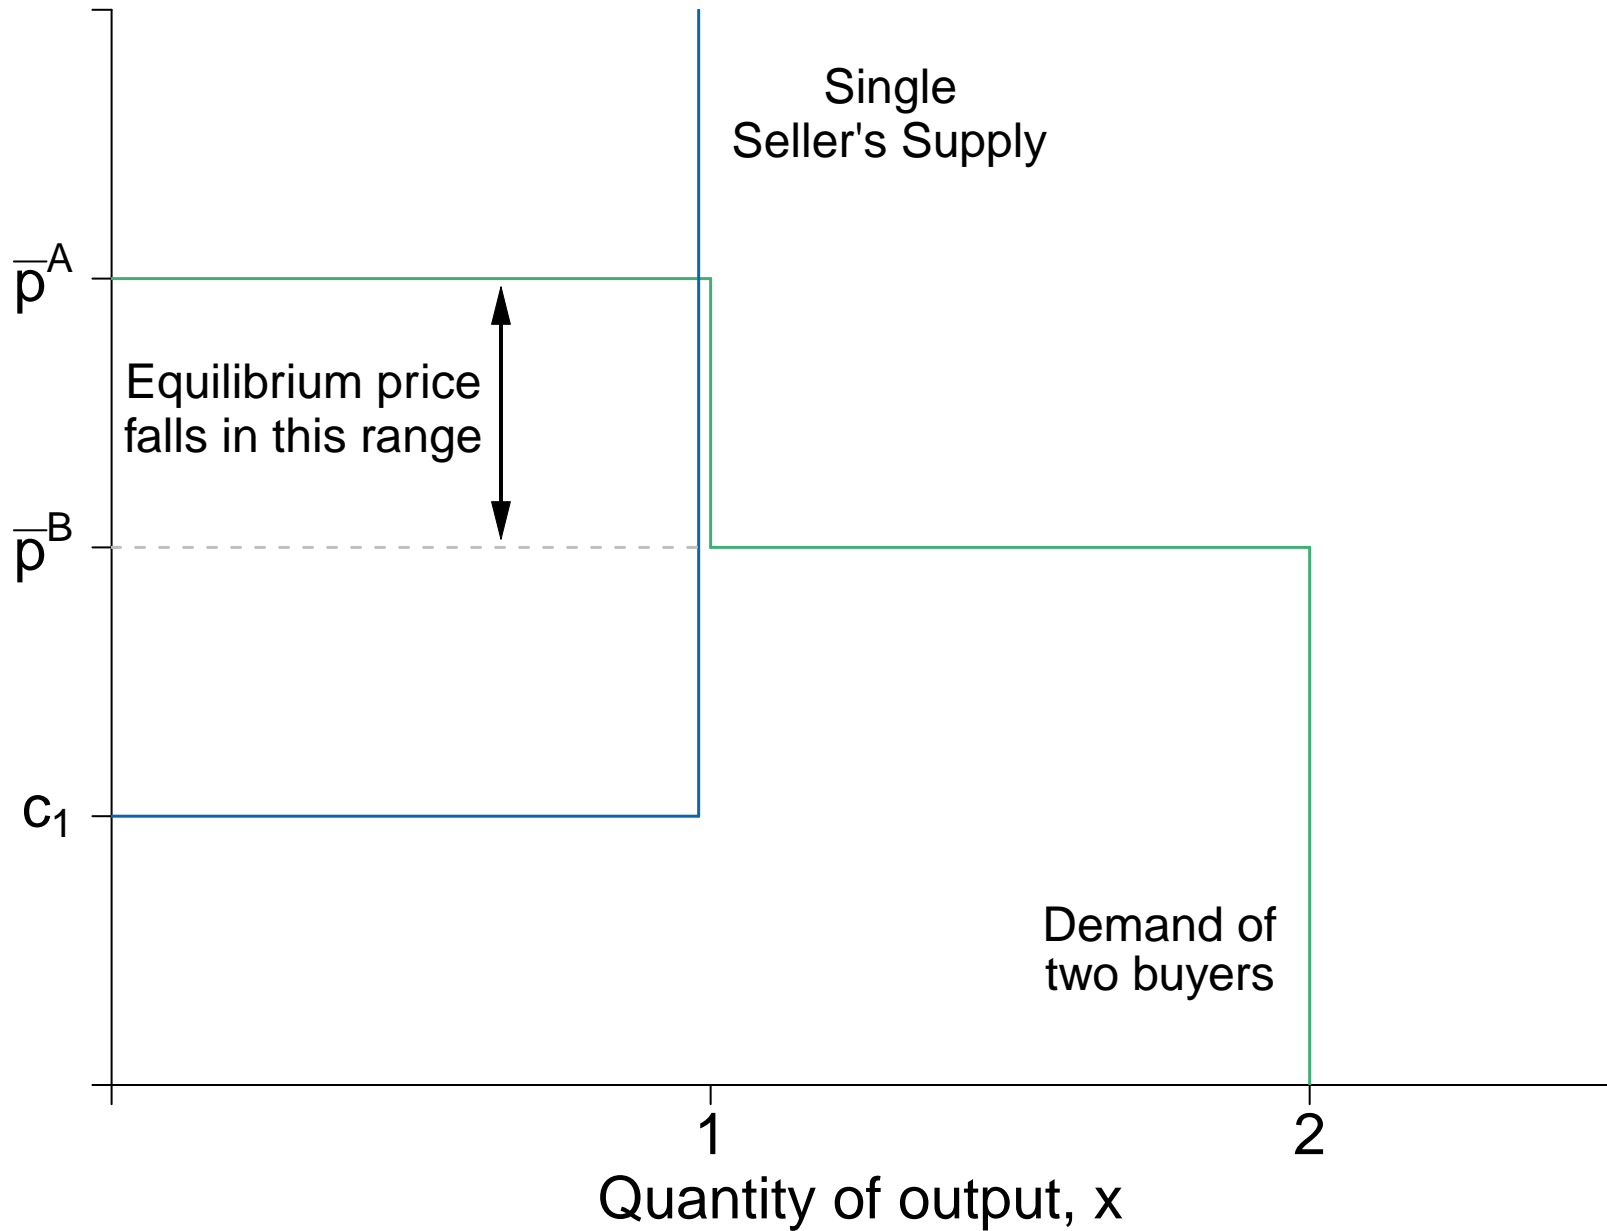 Single
Seller's Supply
p̅ᴬ
Equilibrium price
falls in this range
p̅ᴮ
c₁
Demand of
two buyers
1
2
Quantity of output, x